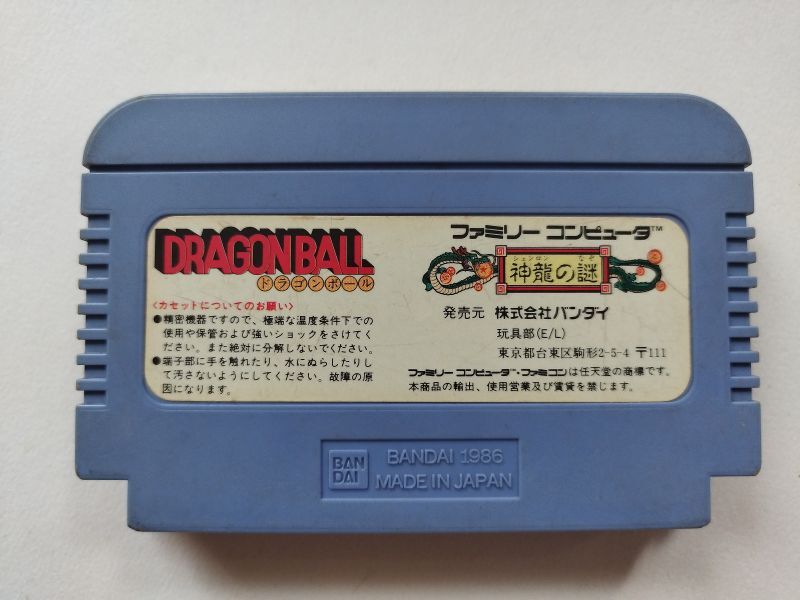 DRAGONBALL
ドラゴンボール
〈カセットについてのお願い〉
●精密機器ですので、極端な温度条件下での
使用や保管および強いショックをさけてく
ださい。また絶対に分解しないでください。
●端子部に手を触れたり、水にぬらしたりし
て汚さないようにしてください。故障の原
因になります。
ファミリー コンピュータ™
シェンロン なぞ
神龍の謎
発売元 株式会社バンダイ
玩具部(E/L)
東京都台東区駒形2-5-4 〒111
ファミリー コンピュータ™・ファミコンは任天堂の商標です。
本商品の輸出、使用営業及び賃貸を禁じます。
BAN
DAI
BANDAI 1986
MADE IN JAPAN